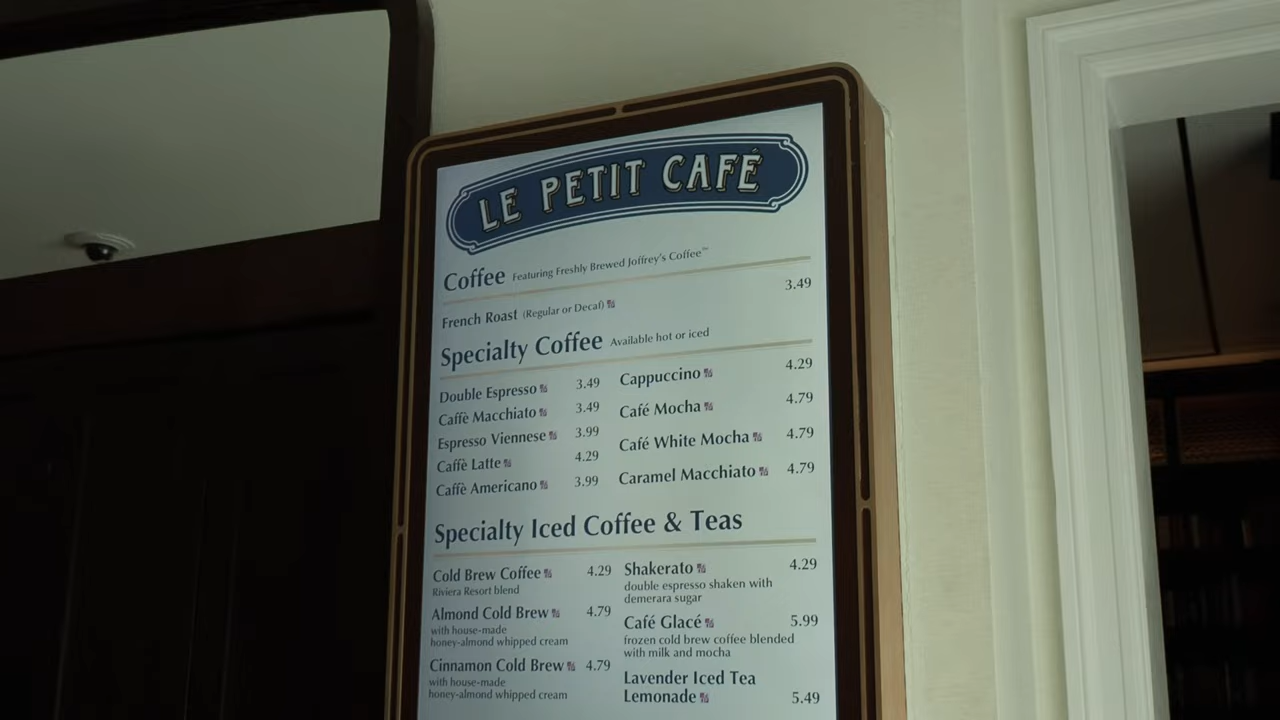 LE PETIT CAFÉ
Coffee Featuring Freshly Brewed Joffrey's Coffee™
French Roast (Regular or Decaf) 3.49
Specialty Coffee Available hot or iced
Double Espresso 3.49
Caffè Macchiato 3.49
Espresso Viennese 3.99
Caffè Latte 4.29
Caffè Americano 3.99
Cappuccino 4.29
Café Mocha 4.79
Café White Mocha 4.79
Caramel Macchiato 4.79
Specialty Iced Coffee & Teas
Cold Brew Coffee 4.29
Riviera Resort blend
Almond Cold Brew 4.79
with house-made
honey-almond whipped cream
Cinnamon Cold Brew 4.79
with house-made
honey-almond whipped cream
Shakerato 4.29
double espresso shaken with
demerara sugar
Café Glacé 5.99
frozen cold brew coffee blended
with milk and mocha
Lavender Iced Tea
Lemonade 5.49